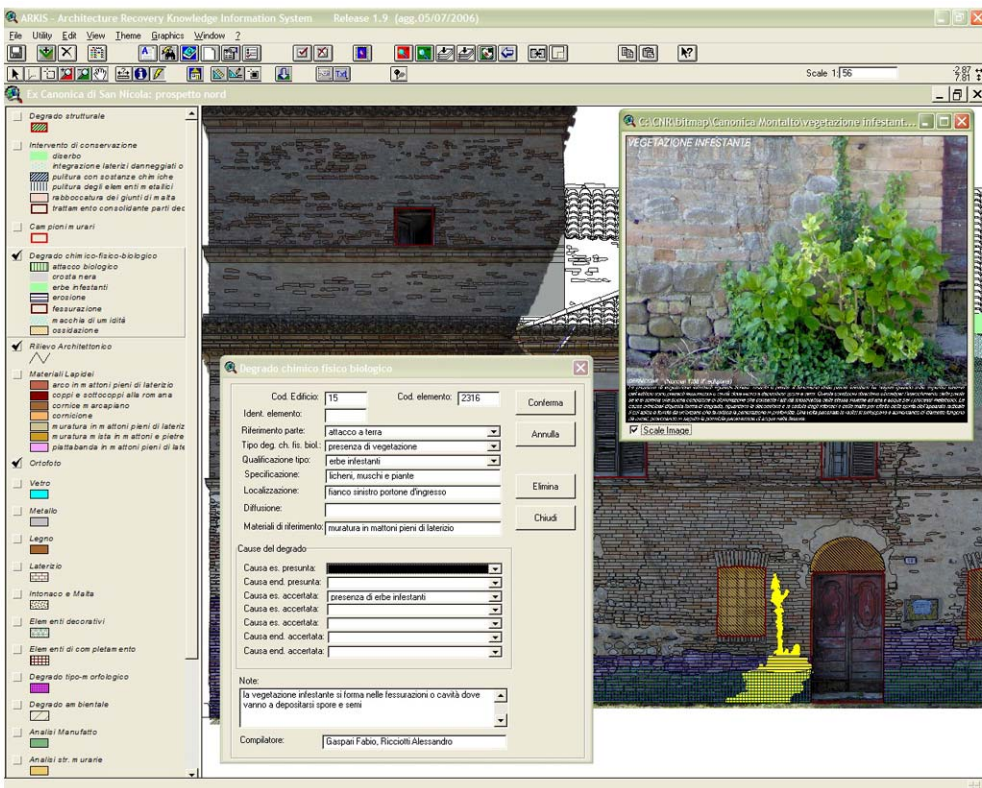 ARKIS - Architecture Recovery Knowledge Information System Release 1.9 (agg.05/07/2006)
File Utility Edit View Theme Graphics Window ?
Scale 1: 56
-2.87
7.81
Ex Canonica di San Nicola: prospetto nord
Degrado strutturale
Intervento di conservazione
diserbo
integrazione laterizi danneggiati o
pulitura con sostanze chimiche
pulitura degli elementi metallici
rabboccatura dei giunti di malta
trattamento consolidante parti dec
Campioni murari
Degrado chimico-fisico-biologico
attacco biologico
crosta nera
erbe infestanti
erosione
fessurazione
macchia di umidità
ossidazione
Rilievo Architettonico
Materiali Lapidei
arco in mattoni pieni di laterizio
coppi e sottocoppi alla romana
cornice marcapiano
cornicione
muratura in mattoni pieni di lateriz
muratura mista in mattoni e pietre
piattabanda in mattoni pieni di late
Ortofoto
Vetro
Metallo
Legno
Laterizio
Intonaco e Malta
Elementi decorativi
Elementi di completamento
Degrado tipo-morfologico
Degrado ambientale
Analisi Manufatto
Analisi str. murarie
C:\CNR\bitmap\Canonica Montalto\vegetazione infestant...
VEGETAZIONE INFESTANTE
Scale Image
Degrado chimico fisico biologico
Cod. Edificio: 15 Cod. elemento: 2316
Conferma
Ident. elemento:
Riferimento parte: attacco a terra
Annulla
Tipo deg. ch. fis. biol.: presenza di vegetazione
Qualificazione tipo: erbe infestanti
Specificazione: licheni, muschi e piante
Elimina
Localizzazione: fianco sinistro portone d'ingresso
Diffusione:
Chiudi
Materiali di riferimento: muratura in mattoni pieni di laterizio
Cause del degrado
Causa es. presunta:
Causa end. presunta:
Causa es. accertata: presenza di erbe infestanti
Causa es. accertata:
Causa es. accertata:
Causa end. accertata:
Causa end. accertata:
Note:
la vegetazione infestante si forma nelle fessurazioni o cavità dove
vanno a depositarsi spore e semi
Compilatore: Gaspari Fabio, Ricciotti Alessandro